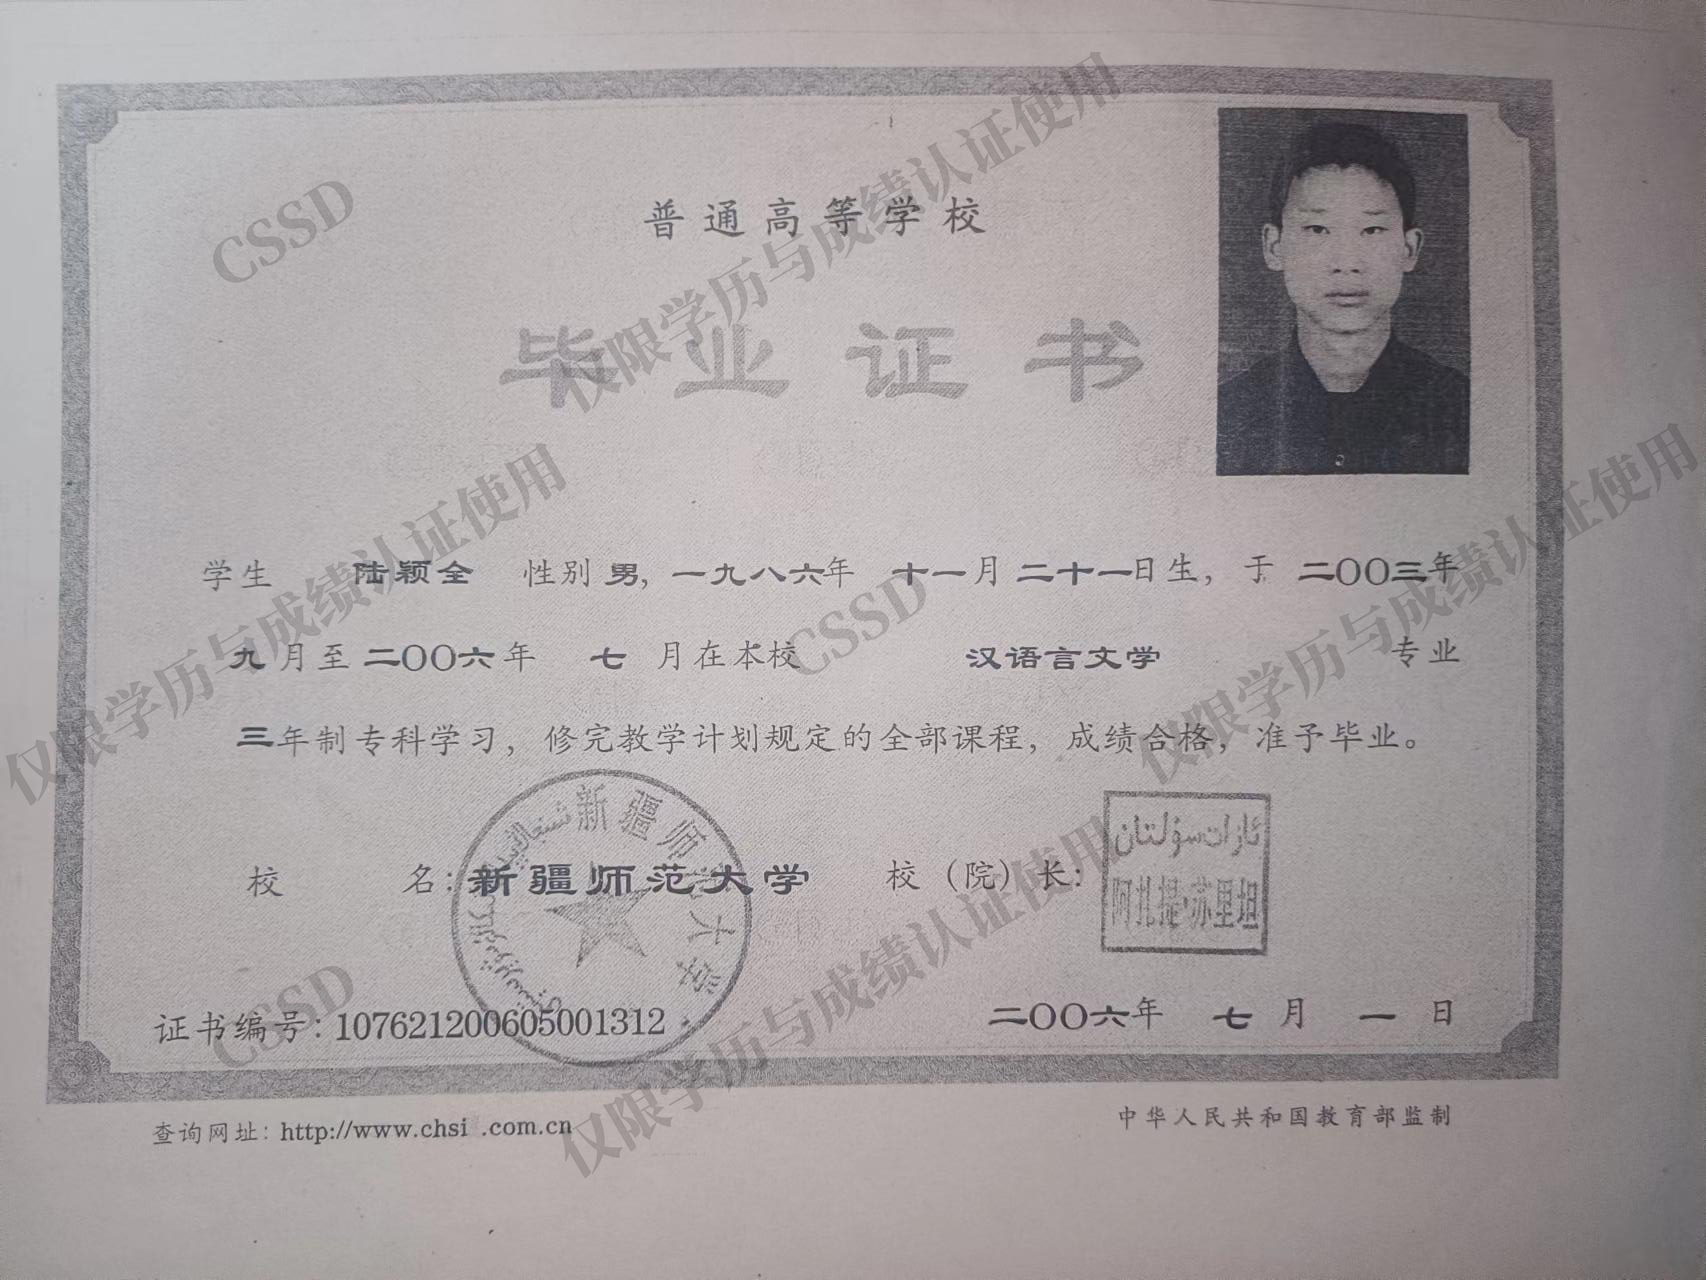 普通高等学校
毕业证书
学生 陆颖全 性别 男，一九八六年 十一月 二十一日生，于 二〇〇三年
九月至 二〇〇六年 七 月在本校 汉语言文学 专业
三年制专科学习，修完教学计划规定的全部课程，成绩合格，准予毕业。
新疆师范大学
校 名：新疆师范大学 校（院）长：
ئازات سۇلتان
阿扎提·苏里坦
证书编号：107621200605001312
二〇〇六年 七 月 一 日
查询网址：http://www.chsi .com.cn
中华人民共和国教育部监制
CSSD
仅限学历与成绩认证使用
仅限学历与成绩认证使用
CSSD
仅限学历与成绩认证使用
CSSD
仅限学历与成绩认证使用